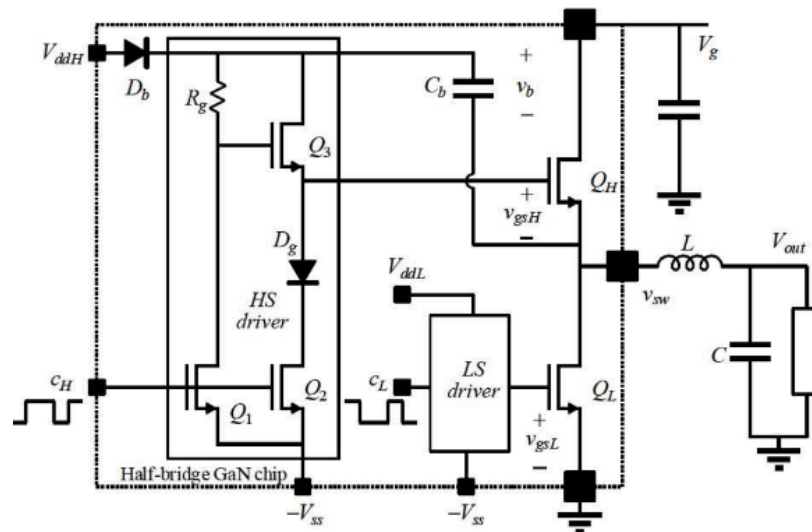 V_ddH
D_b
R_g
Q_3
C_b
+
v_b
–
V_g
Q_H
+
v_gsH
–
D_g
HS
driver
V_ddL
L
V_out
v_sw
c_H
Q_1
Q_2
c_L
LS
driver
Q_L
C
+
v_gsL
–
Half-bridge GaN chip
–V_ss
–V_ss